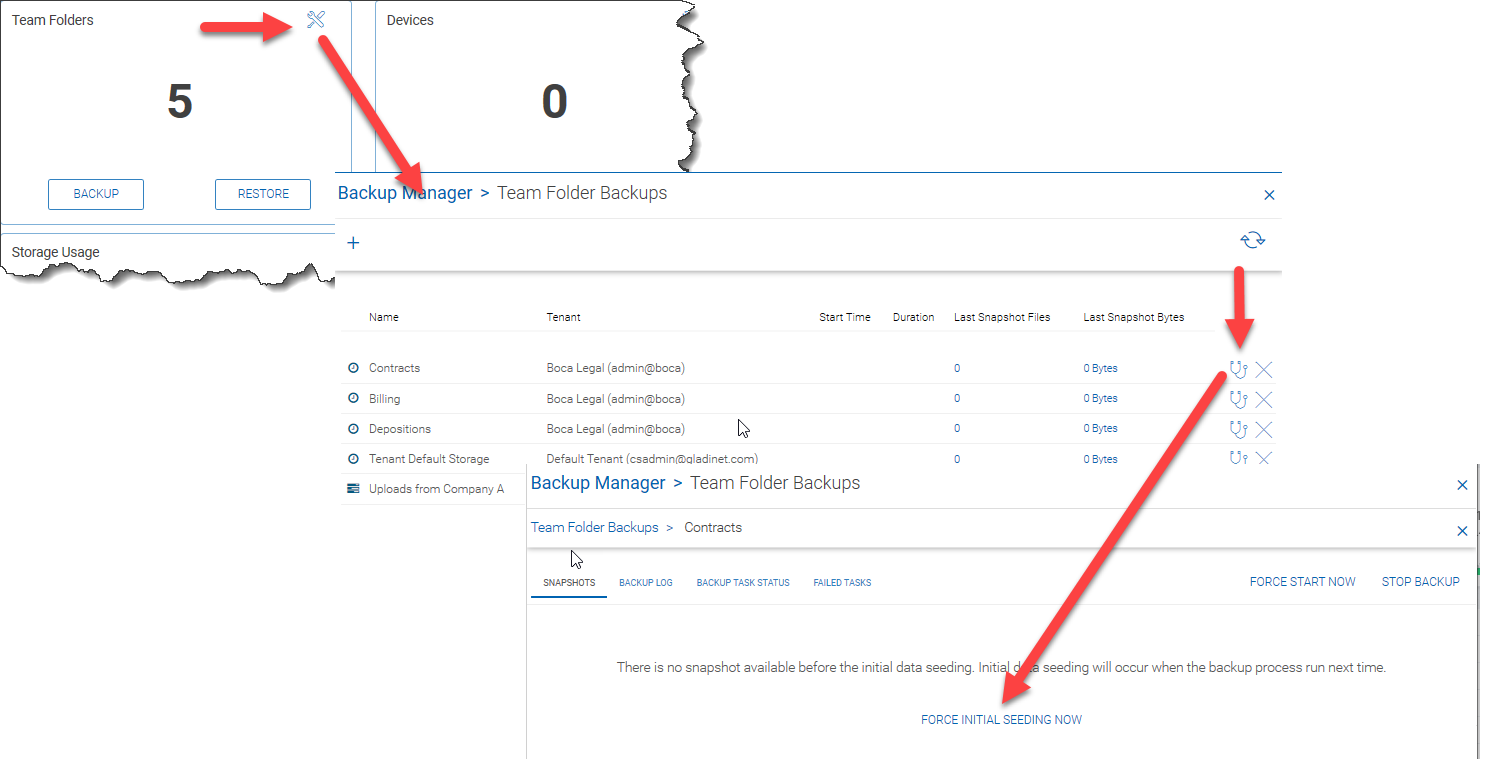 Team Folders
5
BACKUP RESTORE
Devices
0
Storage Usage
Backup Manager > Team Folder Backups
Name Tenant Start Time Duration Last Snapshot Files Last Snapshot Bytes
Contracts Boca Legal (admin@boca) 0 0 Bytes
Billing Boca Legal (admin@boca) 0 0 Bytes
Depositions Boca Legal (admin@boca) 0 0 Bytes
Tenant Default Storage Default Tenant (csadmin@gladinet.com) 0 0 Bytes
Uploads from Company A
Backup Manager > Team Folder Backups
Team Folder Backups > Contracts
SNAPSHOTS BACKUP LOG BACKUP TASK STATUS FAILED TASKS FORCE START NOW STOP BACKUP
There is no snapshot available before the initial data seeding. Initial data seeding will occur when the backup process run next time.
FORCE INITIAL SEEDING NOW